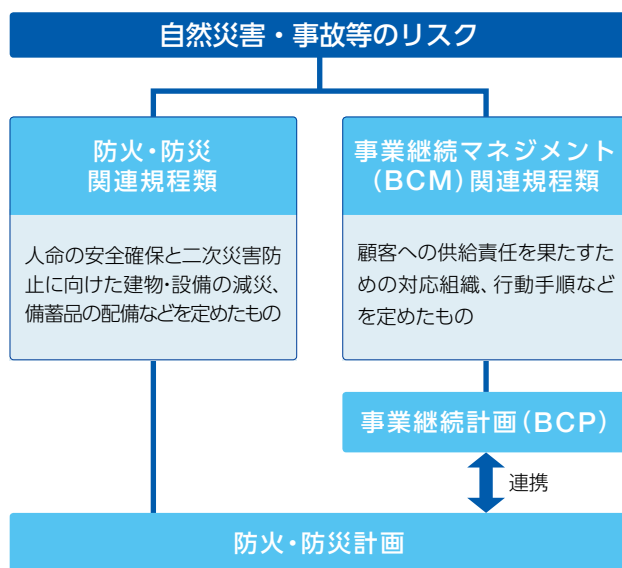 自然災害・事故等のリスク
防火・防災
関連規程類
人命の安全確保と二次災害防
止に向けた建物・設備の減災、
備蓄品の配備などを定めたもの
事業継続マネジメント
(BCM)関連規程類
顧客への供給責任を果たすた
めの対応組織、行動手順など
を定めたもの
事業継続計画(BCP)
連携
防火・防災計画